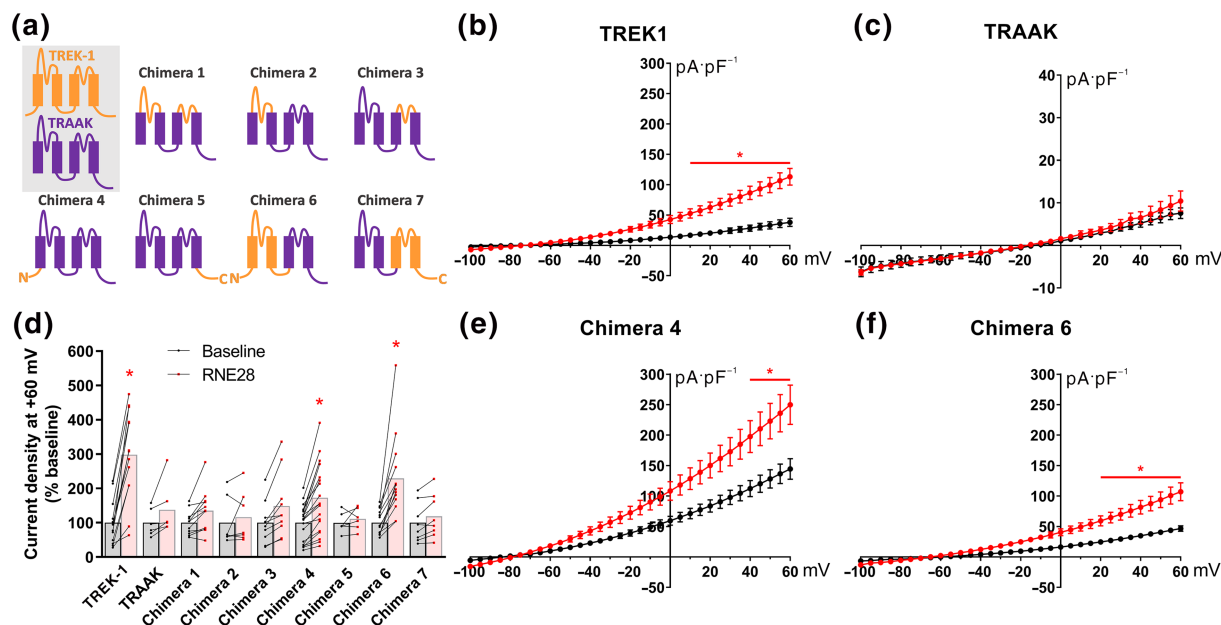 (a)
TREK-1
TRAAK
Chimera 1
Chimera 2
Chimera 3
Chimera 4
Chimera 5
Chimera 6
Chimera 7
N
C
N
C
(b)
TREK1
pA·pF⁻¹
300
250
200
150
100
50
-50
*
-100 -80 -60 -40 -20 20 40 60 mV
(c)
TRAAK
pA·pF⁻¹
40
30
20
10
-10
-100 -80 -60 -40 -20 20 40 60 mV
(d)
Current density at +60 mV
(% baseline)
600
500
400
300
200
100
0
Baseline
RNE28
*
*
*
TREK-1
TRAAK
Chimera 1
Chimera 2
Chimera 3
Chimera 4
Chimera 5
Chimera 6
Chimera 7
(e)
Chimera 4
pA·pF⁻¹
300
250
200
150
100
50
-50
*
-100 -80 -60 -40 -20 20 40 60 mV
(f)
Chimera 6
pA·pF⁻¹
300
250
200
150
100
50
-50
*
-100 -80 -60 -40 -20 20 40 60 mV